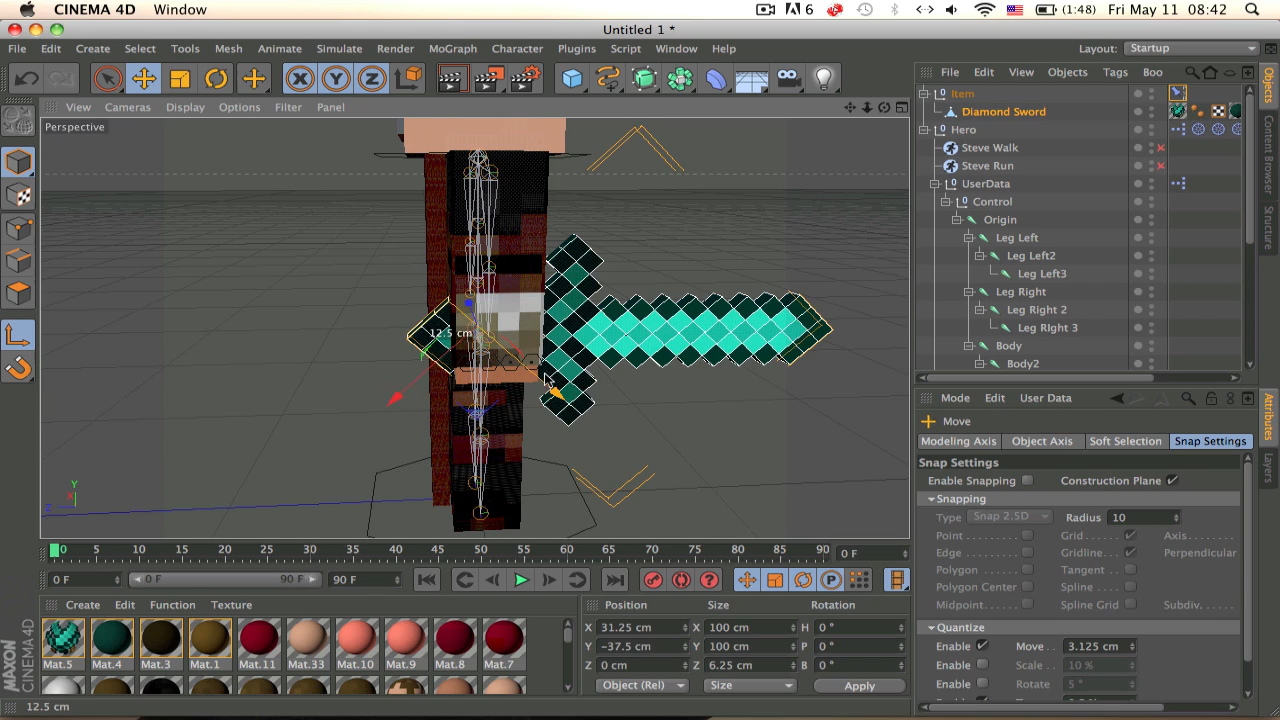 CINEMA 4D Window 6 (1:48) Fri May 11 08:42
Untitled 1 *
File Edit Create Select Tools Mesh Animate Simulate Render MoGraph Character Plugins Script Window Help Layout: Startup
X Y Z
File Edit View Objects Tags Boo
View Cameras Display Options Filter Panel
Perspective
Item
Diamond Sword
Hero
Steve Walk
Steve Run
UserData
Control
Origin
Leg Left
Leg Left2
Leg Left3
Leg Right
Leg Right 2
Leg RIght 3
Body
Body2
Objects
Content Browser
Structure
12.5 cm
Y
X
Z
Mode Edit User Data
Move
Modeling Axis Object Axis Soft Selection Snap Settings
Snap Settings
Enable Snapping Construction Plane
Snapping
Type Snap 2.5D Radius 10
Point Grid Axis
Edge Gridline Perpendicular
Polygon Tangent
Polygon Center Spline
Midpoint Spline Grid Subdiv.
Quantize
Enable Move 3.125 cm
Enable Scale 10 %
Enable Rotate 5 °
Attributes
Layers
0 5 10 15 20 25 30 35 40 45 50 55 60 65 70 75 80 85 90 0 F
0 F 0 F 90 F 90 F
P
Create Edit Function Texture
Mat.5 Mat.4 Mat.3 Mat.1 Mat.11 Mat.33 Mat.10 Mat.9 Mat.8 Mat.7
Position Size Rotation
X 31.25 cm X 100 cm H 0 °
Y -37.5 cm Y 100 cm P 0 °
Z 0 cm Z 6.25 cm B 0 °
Object (Rel) Size Apply
MAXON CINEMA 4D
12.5 cm